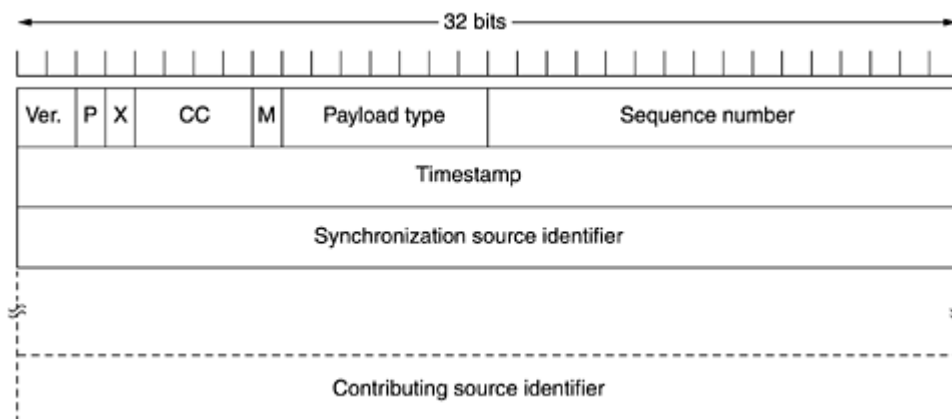 32 bits
Ver. P X CC M Payload type Sequence number
Timestamp
Synchronization source identifier
Contributing source identifier